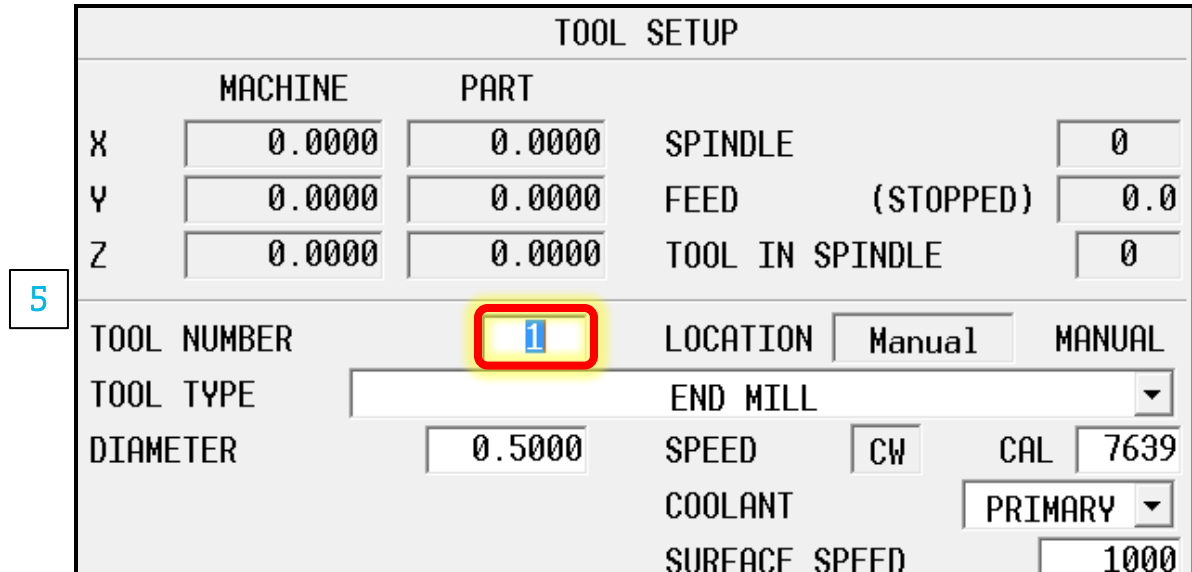 TOOL SETUP
MACHINE PART
X 0.0000 0.0000 SPINDLE 0
Y 0.0000 0.0000 FEED (STOPPED) 0.0
Z 0.0000 0.0000 TOOL IN SPINDLE 0
5
TOOL NUMBER 1 LOCATION Manual MANUAL
TOOL TYPE END MILL
DIAMETER 0.5000 SPEED CW CAL 7639
COOLANT PRIMARY
SURFACE SPEED 1000